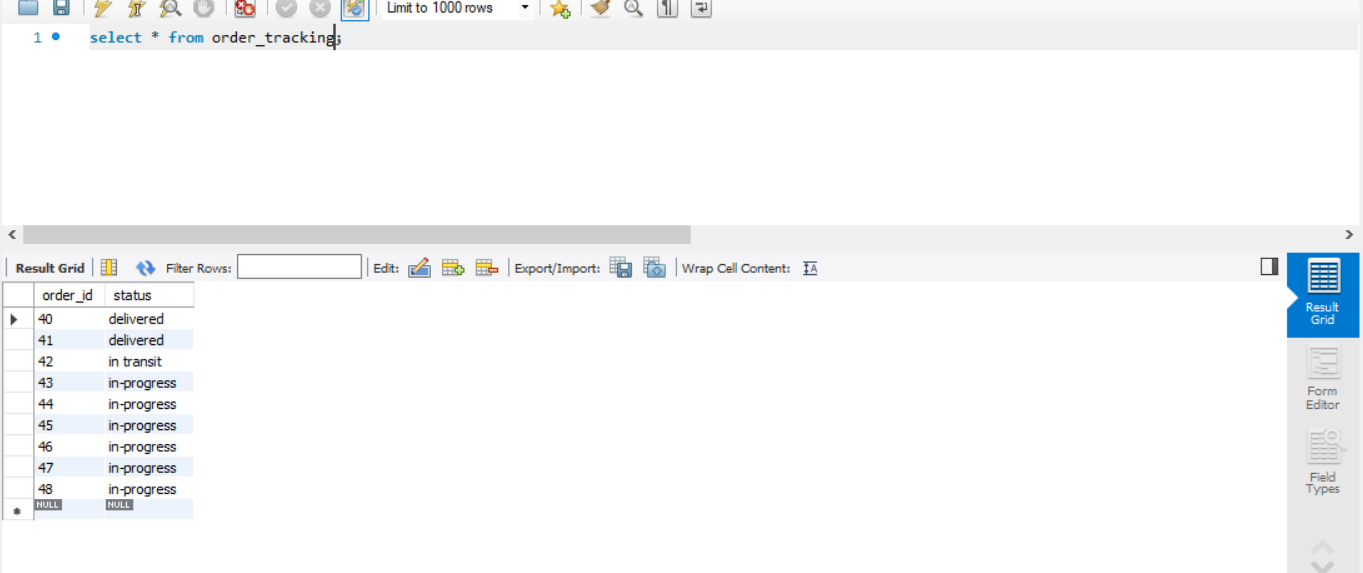 Limit to 1000 rows
1 select * from order_tracking;
Result Grid Filter Rows: Edit: Export/Import: Wrap Cell Content:
order_id status
40 delivered
41 delivered
42 in transit
43 in-progress
44 in-progress
45 in-progress
46 in-progress
47 in-progress
48 in-progress
NULL NULL
Result
Grid
Form
Editor
Field
Types